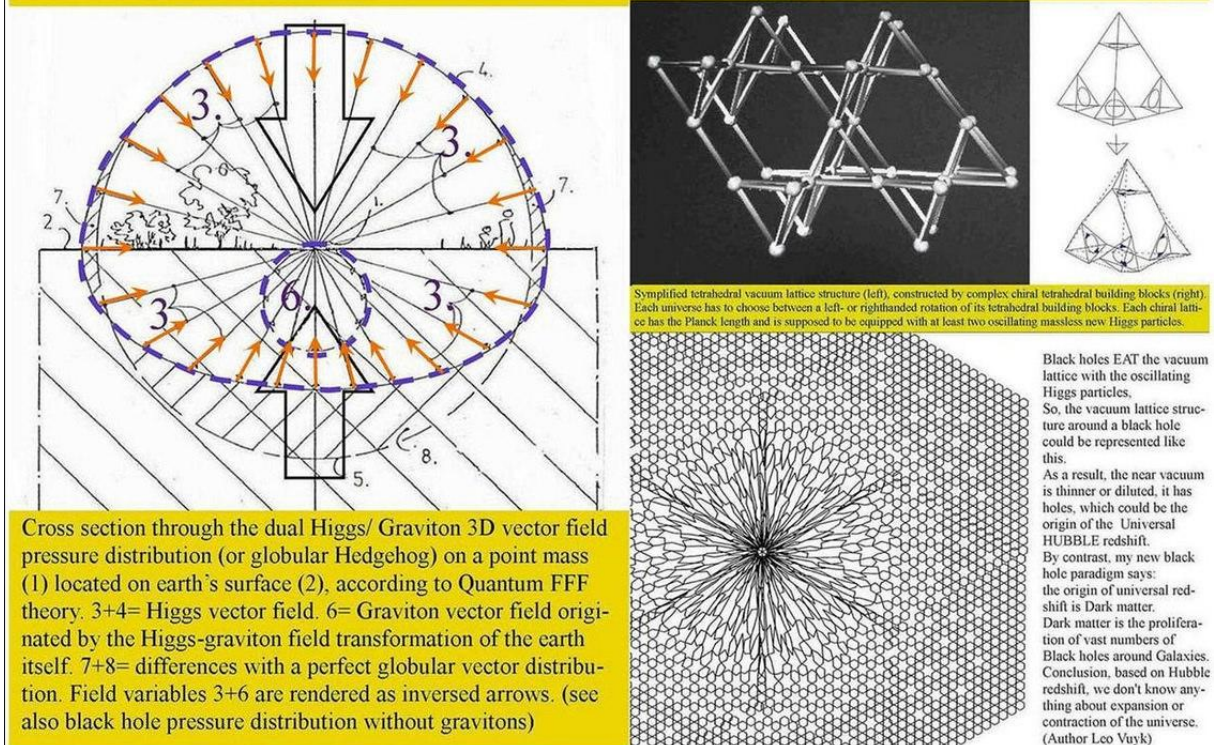 3.
4.
3.
7.
6
7.
2.
1.
6.
3.
3
8.
5.
Cross section through the dual Higgs/ Graviton 3D vector field
pressure distribution (or globular Hedgehog) on a point mass
(1) located on earth's surface (2), according to Quantum FFF
theory. 3+4= Higgs vector field. 6= Graviton vector field origi-
nated by the Higgs-graviton field transformation of the earth
itself. 7+8= differences with a perfect globular vector distribu-
tion. Field variables 3+6 are rendered as inversed arrows. (see
also black hole pressure distribution without gravitons)
Symplified tetrahedral vacuum lattice structure (left), constructed by complex chiral tetrahedral building blocks (right).
Each universe has to choose between a left- or righthanded rotation of its tetrahedral building blocks. Each chiral latti-
ce has the Planck length and is supposed to be equipped with at least two oscillating massless new Higgs particles.
Black holes EAT the vacuum
lattice with the oscillating
Higgs particles,
So, the vacuum lattice struc-
ture around a black hole
could be represented like
this.
As a result, the near vacuum
is thinner or diluted, it has
holes, which could be the
origin of the Universal
HUBBLE redshift.
By contrast, my new black
hole paradigm says:
the origin of universal red-
shift is Dark matter.
Dark matter is the prolifera-
tion of vast numbers of
Black holes around Galaxies.
Conclusion, based on Hubble
redshift, we don't know any-
thing about expansion or
contraction of the universe.
(Author Leo Vuyk)